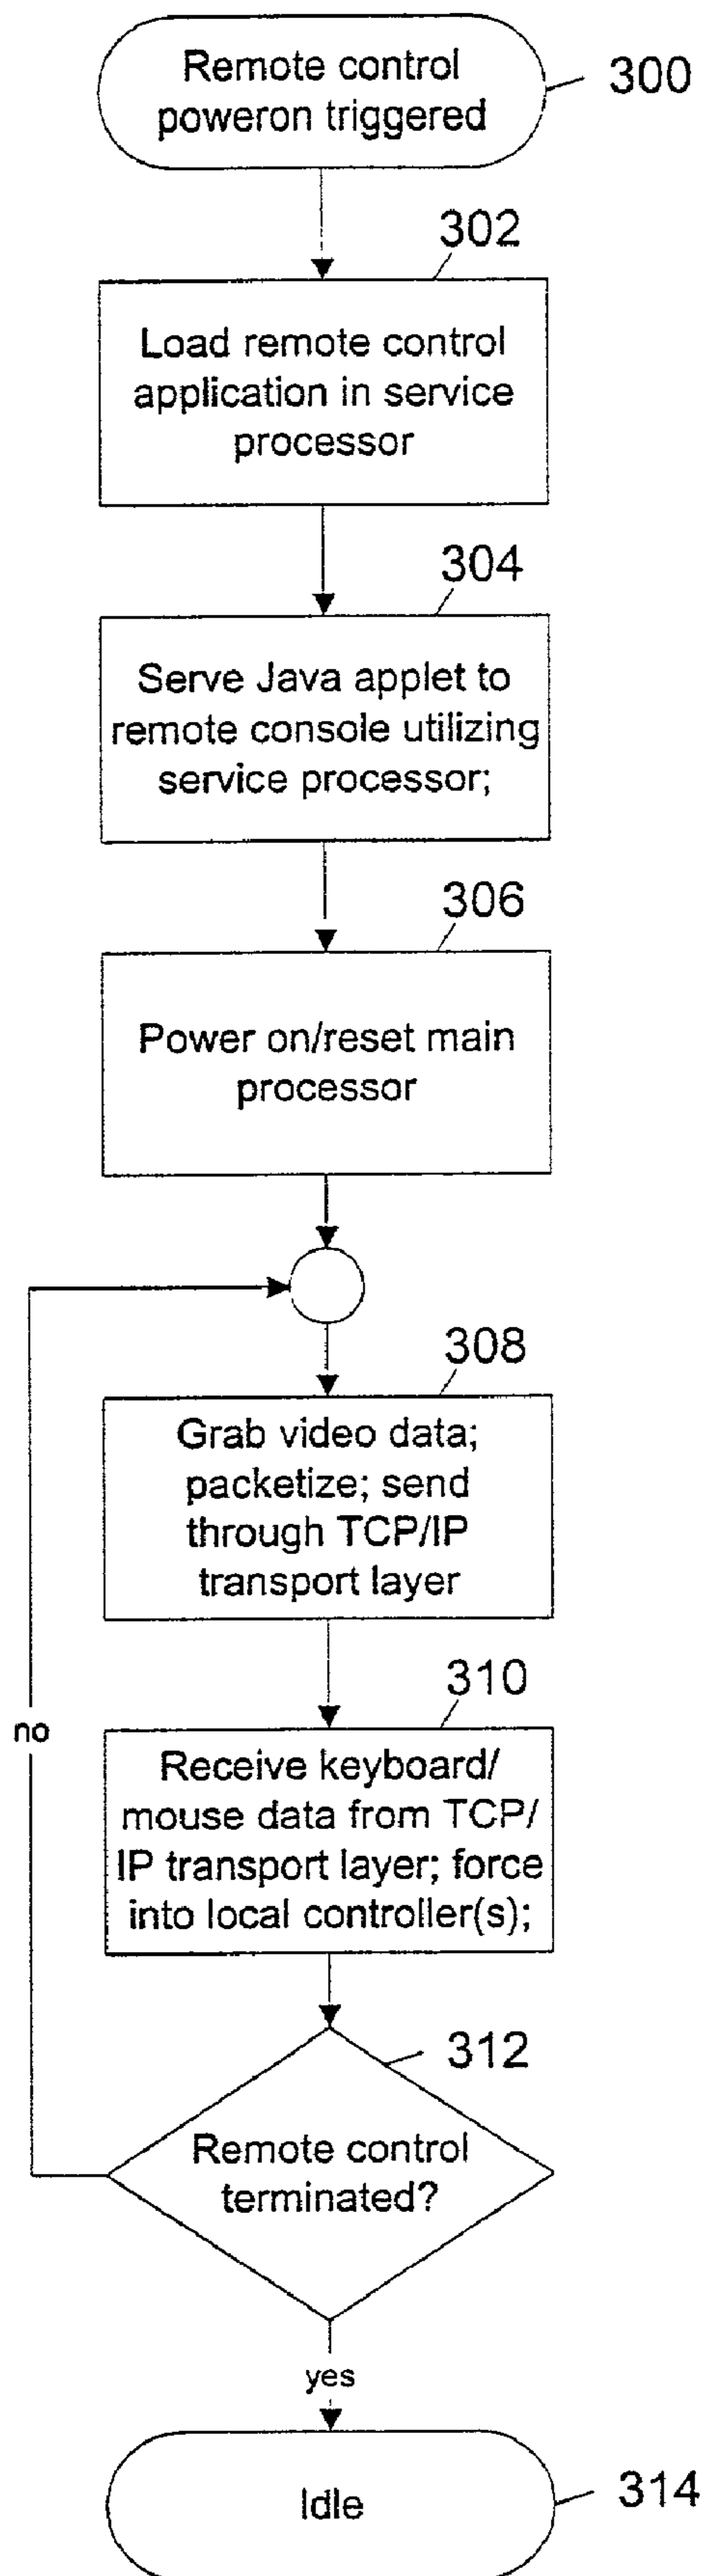 Remote control
poweron triggered
300
302
Load remote control
application in service
processor
304
Serve Java applet to
remote console utilizing
service processor;
306
Power on/reset main
processor
308
Grab video data;
packetize; send
through TCP/IP
transport layer
310
Receive keyboard/
mouse data from TCP/
IP transport layer; force
into local controller(s);
no
312
Remote control
terminated?
yes
Idle
314